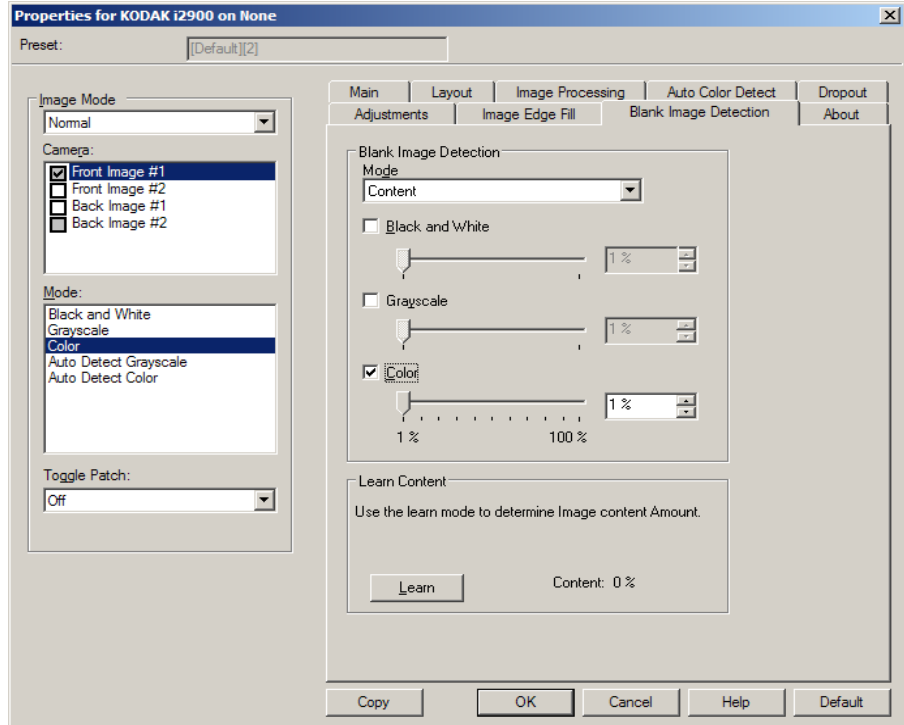 Properties for KODAK i2900 on None
Preset:
[Default][2]
Image Mode
Normal
Camera:
Front Image #1
Front Image #2
Back Image #1
Back Image #2
Mode:
Black and White
Grayscale
Color
Auto Detect Grayscale
Auto Detect Color
Toggle Patch:
Off
Main Layout Image Processing Auto Color Detect Dropout
Adjustments Image Edge Fill Blank Image Detection About
Blank Image Detection
Mode
Content
Black and White
1 %
Grayscale
1 %
Color
1 %
1 % 100 %
Learn Content
Use the learn mode to determine Image content Amount.
Learn Content: 0 %
Copy OK Cancel Help Default